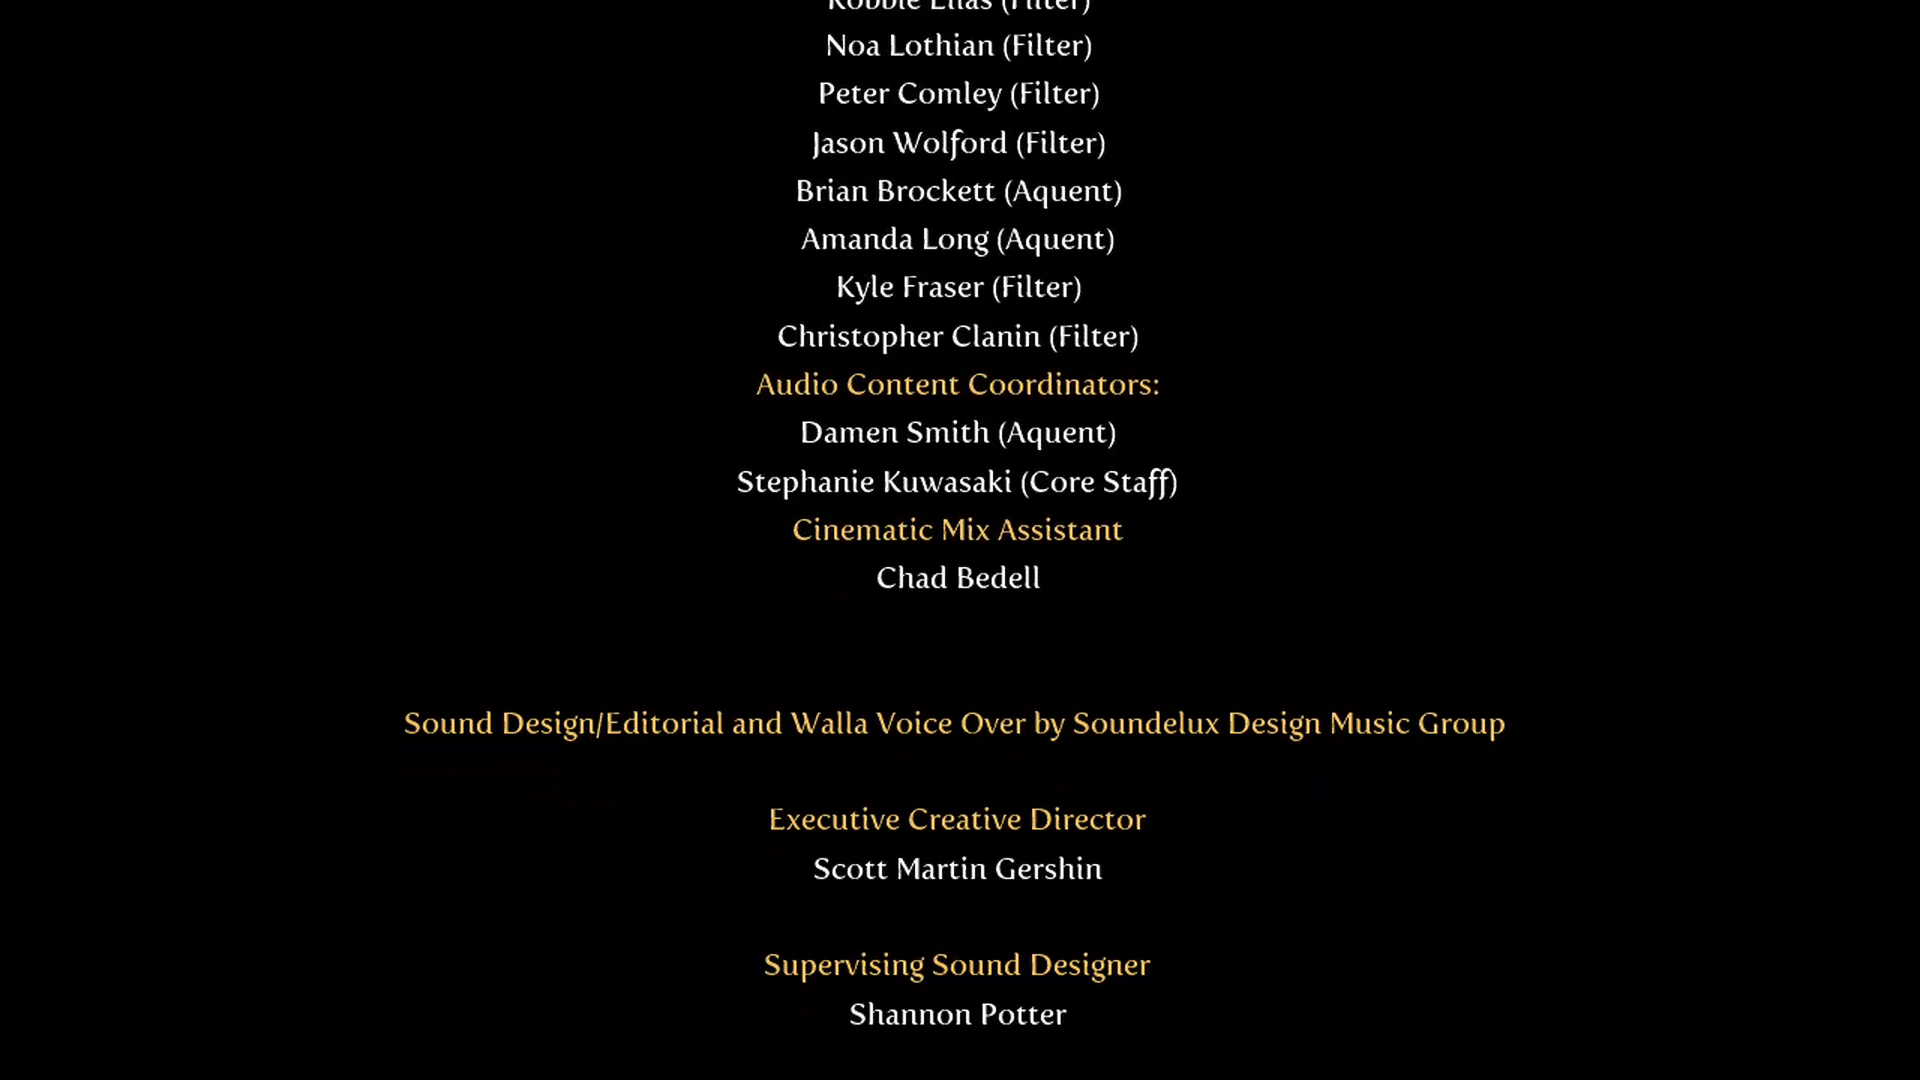 Robbie Elias (Filter)
Noa Lothian (Filter)
Peter Comley (Filter)
Jason Wolford (Filter)
Brian Brockett (Aquent)
Amanda Long (Aquent)
Kyle Fraser (Filter)
Christopher Clanin (Filter)
Audio Content Coordinators:
Damen Smith (Aquent)
Stephanie Kuwasaki (Core Staff)
Cinematic Mix Assistant
Chad Bedell
Sound Design/Editorial and Walla Voice Over by Soundelux Design Music Group
Executive Creative Director
Scott Martin Gershin
Supervising Sound Designer
Shannon Potter